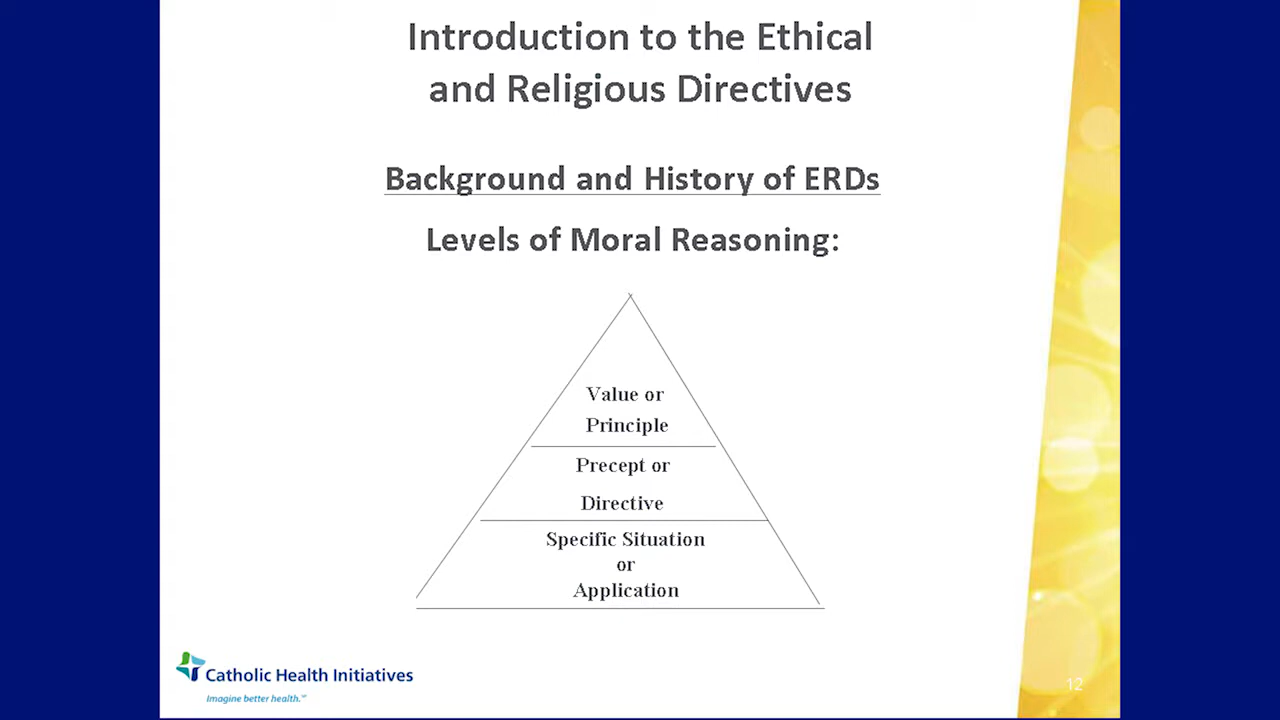 Introduction to the Ethical
and Religious Directives
Background and History of ERDs
Levels of Moral Reasoning:
Value or
Principle
Precept or
Directive
Specific Situation
or
Application
Catholic Health Initiatives
Imagine better health.℠
12